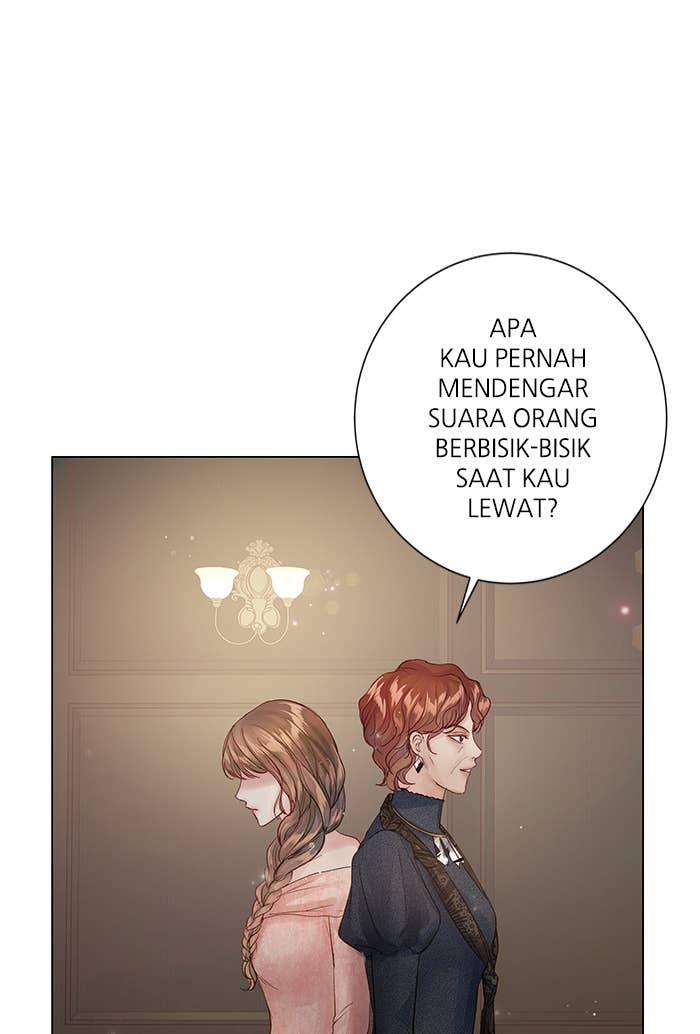 APA
KAU PERNAH
MENDENGAR
SUARA ORANG
BERBISIK-BISIK
SAAT KAU
LEWAT?